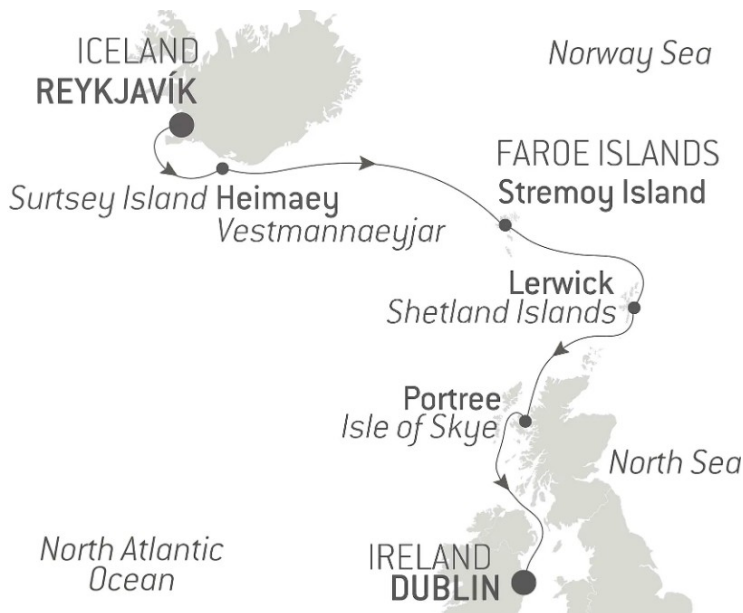 ICELAND
REYKJAVÍK
Norway Sea
FAROE ISLANDS
Stremoy Island
Surtsey Island Heimaey
Vestmannaeyjar
Lerwick
Shetland Islands
Portree
Isle of Skye
North Sea
North Atlantic
Ocean
IRELAND
DUBLIN